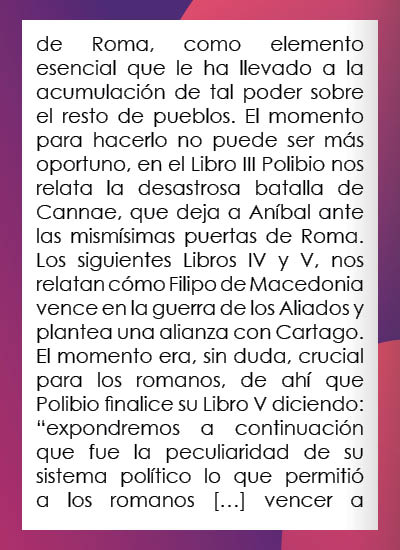 de Roma, como elemento
esencial que le ha llevado a la
acumulación de tal poder sobre
el resto de pueblos. El momento
para hacerlo no puede ser más
oportuno, en el Libro III Polibio nos
relata la desastrosa batalla de
Cannae, que deja a Aníbal ante
las mismísimas puertas de Roma.
Los siguientes Libros IV y V, nos
relatan cómo Filipo de Macedonia
vence en la guerra de los Aliados y
plantea una alianza con Cartago.
El momento era, sin duda, crucial
para los romanos, de ahí que
Polibio finalice su Libro V diciendo:
“expondremos a continuación
que fue la peculiaridad de su
sistema político lo que permitió
a los romanos […] vencer a